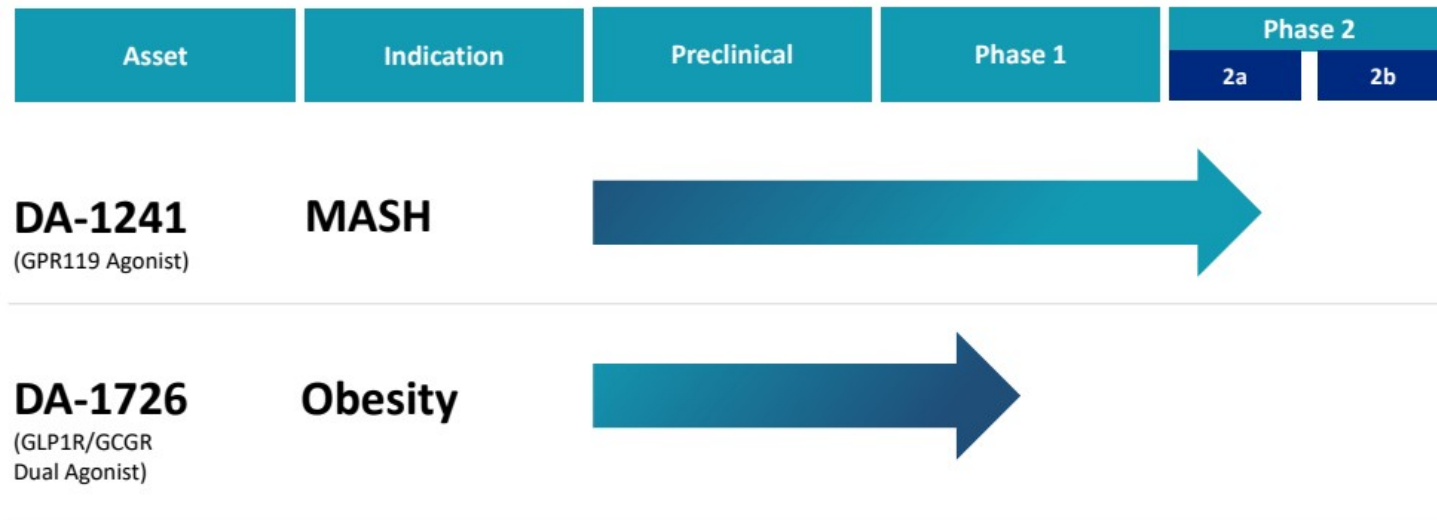 Asset
Indication
Preclinical
Phase 1
Phase 2
2a
2b
DA-1241
(GPR119 Agonist)
MASH
DA-1726
(GLP1R/GCGR
Dual Agonist)
Obesity